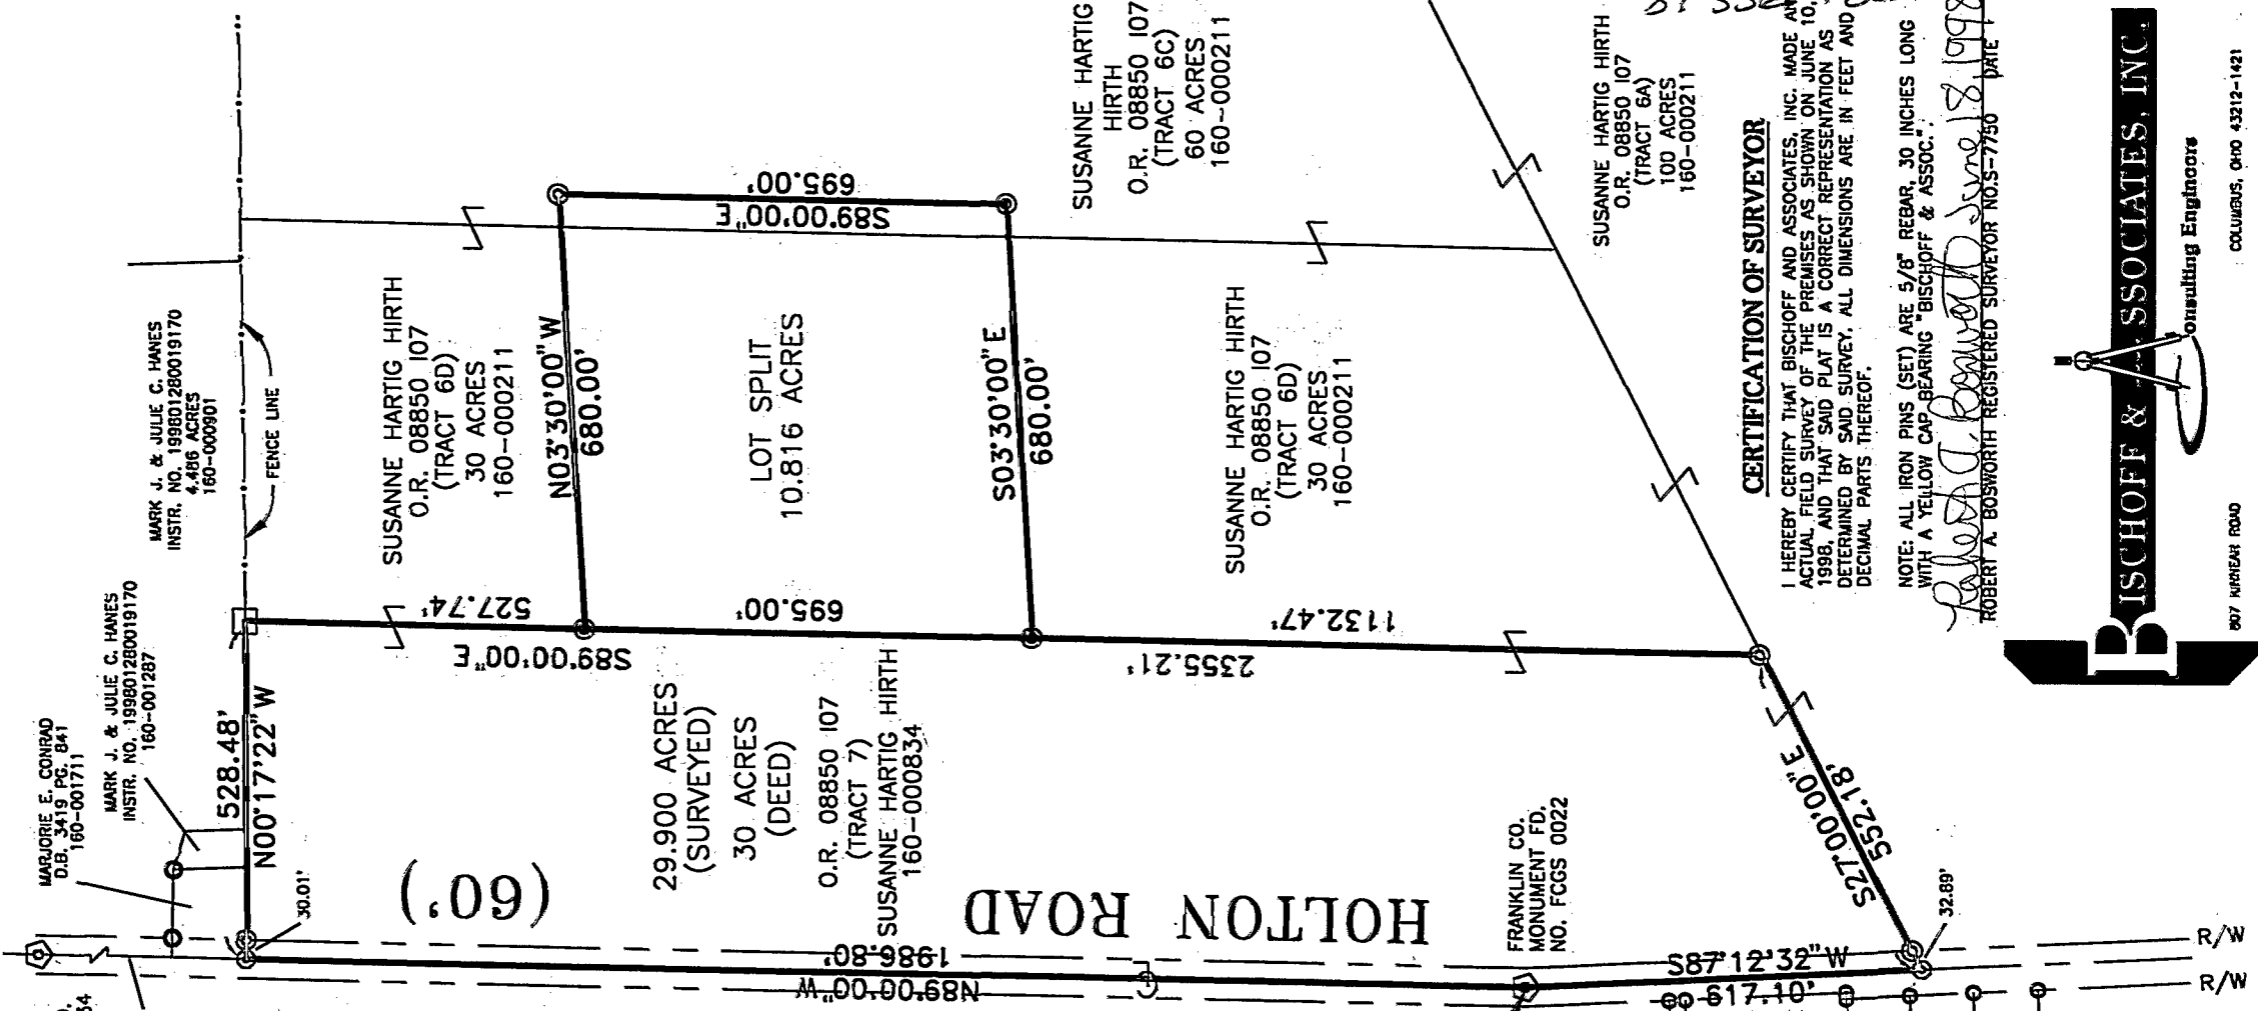 MARJORIE E. CONRAD
D.B. 3419 PG. 841
160-001711
MARK J. & JULIE C. HANES
INSTR. NO. 199801280019170
160-001287
MARK J. & JULIE C. HANES
INSTR. NO. 199801280019170
4.486 ACRES
160-000901
FENCE LINE
528.48'
N00°17'22" W
30.01'
SUSANNE HARTIG HIRTH
O.R. 08850 I07
(TRACT 6D)
30 ACRES
160-000211
N03°30'00" W
680.00'
LOT SPLIT
10.816 ACRES
S03°30'00" E
680.00'
695.00'
S89°00'00" E
SUSANNE HARTIG
HIRTH
O.R. 08850 I07
(TRACT 6C)
60 ACRES
160-000211
SUSANNE HARTIG HIRTH
O.R. 08850 I07
(TRACT 6D)
30 ACRES
160-000211
527.74'
695.00'
1132.47'
S89°00'00" E
2355.21'
29.900 ACRES
(SURVEYED)
30 ACRES
(DEED)
O.R. 08850 I07
(TRACT 7)
SUSANNE HARTIG HIRTH
160-000834
(60')
HOLTON ROAD
1986.80'
N89°00'00" W
FRANKLIN CO.
MONUMENT FD.
NO. FCGS 0022
S87°12'32" W
617.10'
S27°00'00" E
552.18'
32.89'
R/W
R/W
34
SUSANNE HARTIG HIRTH
O.R. 08850 I07
(TRACT 6A)
100 ACRES
160-000211
CERTIFICATION OF SURVEYOR
I HEREBY CERTIFY THAT BISCHOFF AND ASSOCIATES, INC. MADE AN
ACTUAL FIELD SURVEY OF THE PREMISES AS SHOWN ON JUNE 10,
1998, AND THAT SAID PLAT IS A CORRECT REPRESENTATION AS
DETERMINED BY SAID SURVEY. ALL DIMENSIONS ARE IN FEET AND
DECIMAL PARTS THEREOF.
NOTE: ALL IRON PINS (SET) ARE 5/8" REBAR, 30 INCHES LONG
WITH A YELLOW CAP BEARING "BISCHOFF & ASSOC.".
Robert A. Bosworth June 18, 1998
ROBERT A. BOSWORTH REGISTERED SURVEYOR NO.S-7750 DATE
BISCHOFF & ASSOCIATES, INC.
onsulting Engineers
807 KINNEAR ROAD COLUMBUS, OHIO 43212-1421